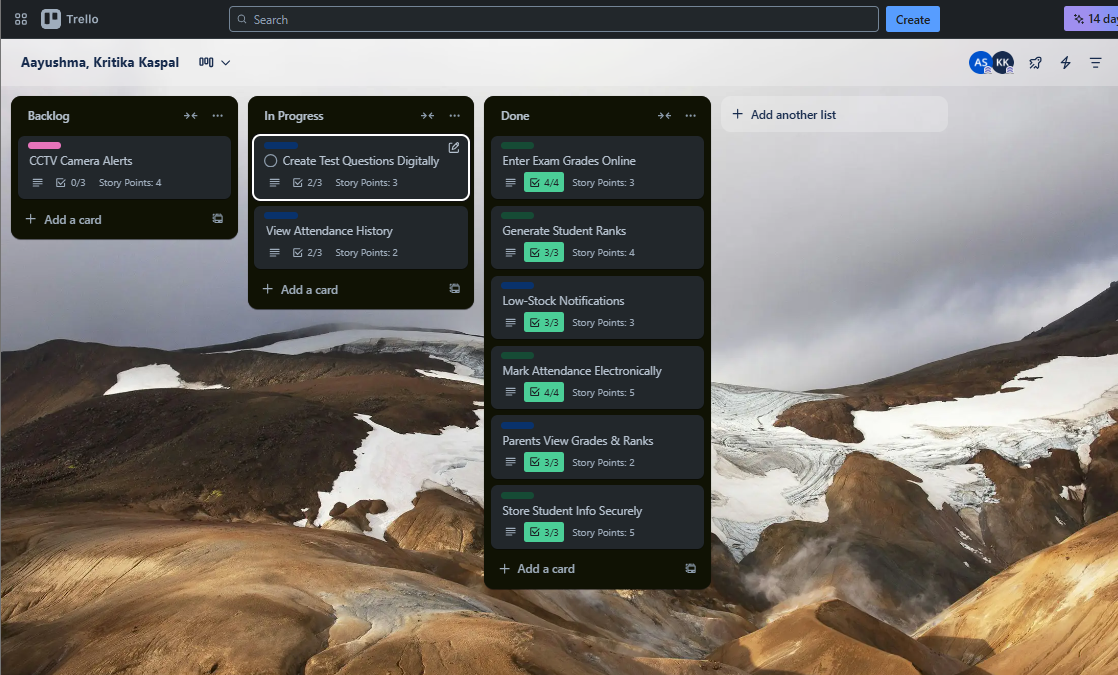 Trello
Search
Create
14 day
Aayushma, Kritika Kaspal
AS
KK
Backlog
CCTV Camera Alerts
0/3 Story Points: 4
Add a card
In Progress
Create Test Questions Digitally
2/3 Story Points: 3
View Attendance History
2/3 Story Points: 2
Add a card
Done
Enter Exam Grades Online
4/4 Story Points: 3
Generate Student Ranks
3/3 Story Points: 4
Low-Stock Notifications
3/3 Story Points: 3
Mark Attendance Electronically
4/4 Story Points: 5
Parents View Grades & Ranks
3/3 Story Points: 2
Store Student Info Securely
3/3 Story Points: 5
Add a card
Add another list